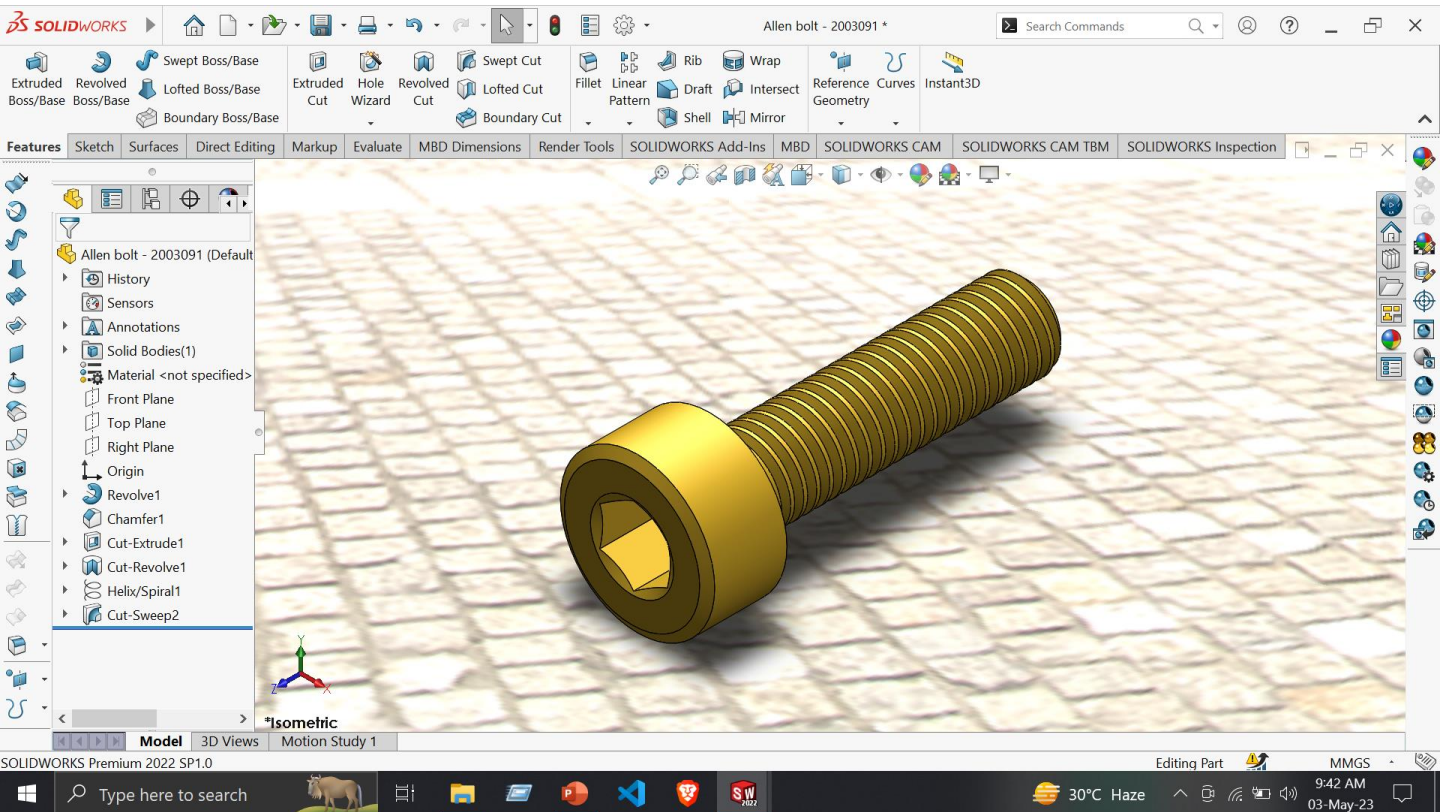 SOLIDWORKS
Allen bolt - 2003091 *
Search Commands
Extruded Boss/Base
Revolved Boss/Base
Swept Boss/Base
Lofted Boss/Base
Boundary Boss/Base
Extruded Cut
Hole Wizard
Revolved Cut
Swept Cut
Lofted Cut
Boundary Cut
Fillet
Linear Pattern
Rib
Draft
Shell
Wrap
Intersect
Mirror
Reference Geometry
Curves
Instant3D
Features
Sketch
Surfaces
Direct Editing
Markup
Evaluate
MBD Dimensions
Render Tools
SOLIDWORKS Add-Ins
MBD
SOLIDWORKS CAM
SOLIDWORKS CAM TBM
SOLIDWORKS Inspection
Allen bolt - 2003091 (Default
History
Sensors
Annotations
Solid Bodies(1)
Material <not specified>
Front Plane
Top Plane
Right Plane
Origin
Revolve1
Chamfer1
Cut-Extrude1
Cut-Revolve1
Helix/Spiral1
Cut-Sweep2
Y
Z
X
*Isometric
Model
3D Views
Motion Study 1
SOLIDWORKS Premium 2022 SP1.0
Editing Part
MMGS
Type here to search
SW
2022
30°C Haze
9:42 AM
03-May-23